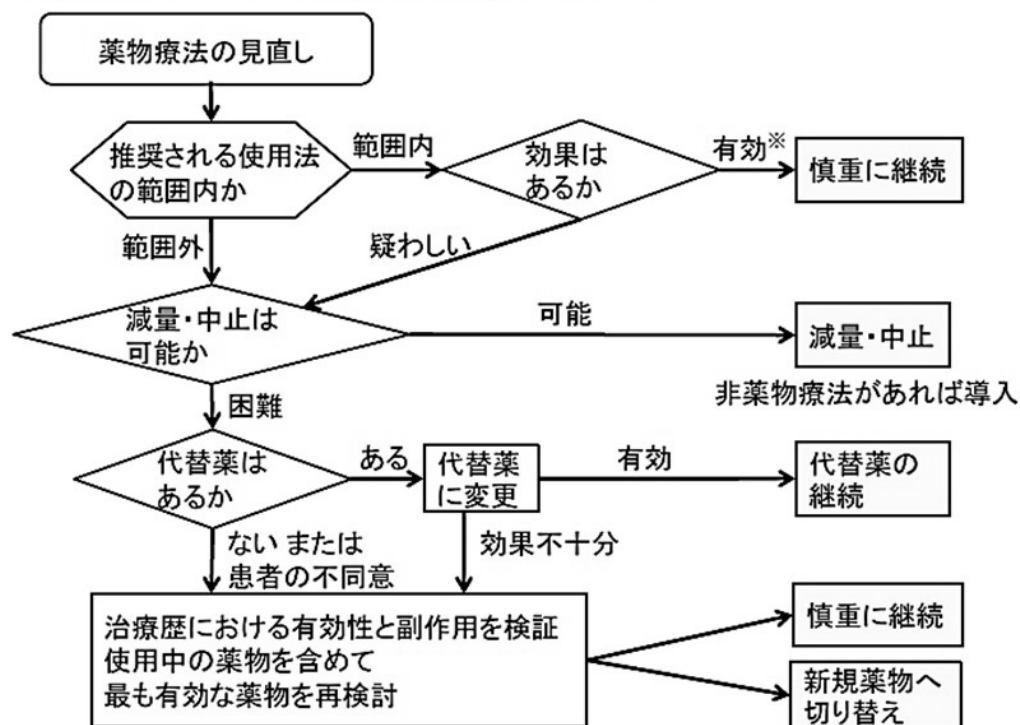 薬物療法の見直し
推奨される使用法
の範囲内か
範囲内
効果は
あるか
有効※
慎重に継続
範囲外
疑わしい
減量・中止は
可能か
可能
減量・中止
非薬物療法があれば導入
困難
代替薬は
あるか
ある
代替薬
に変更
有効
代替薬の
継続
ない または
患者の不同意
効果不十分
治療歴における有効性と副作用を検証
使用中の薬物を含めて
最も有効な薬物を再検討
慎重に継続
新規薬物へ
切り替え